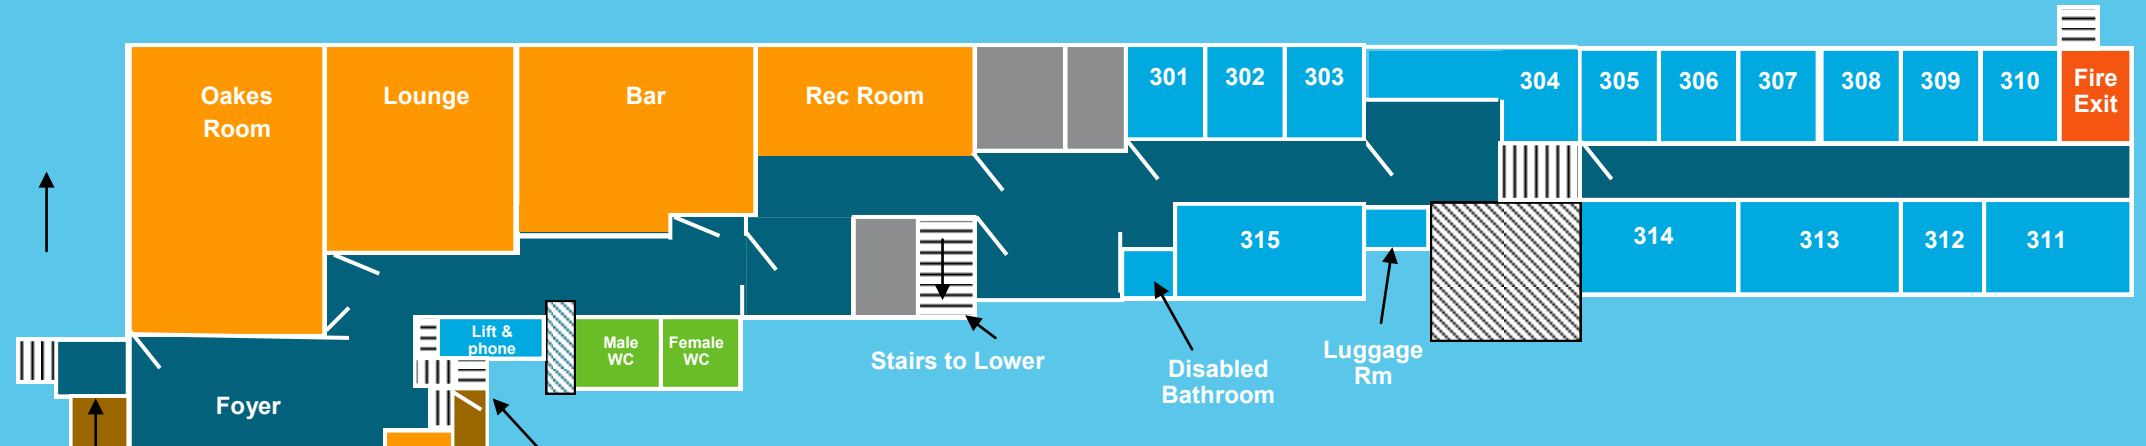 Oakes
Room
Lounge
Bar
Rec Room
301
302
303
304
305
306
307
308
309
310
Fire
Exit
315
314
313
312
311
Lift &
phone
Male
WC
Female
WC
Stairs to Lower
Disabled
Bathroom
Luggage
Rm
Foyer